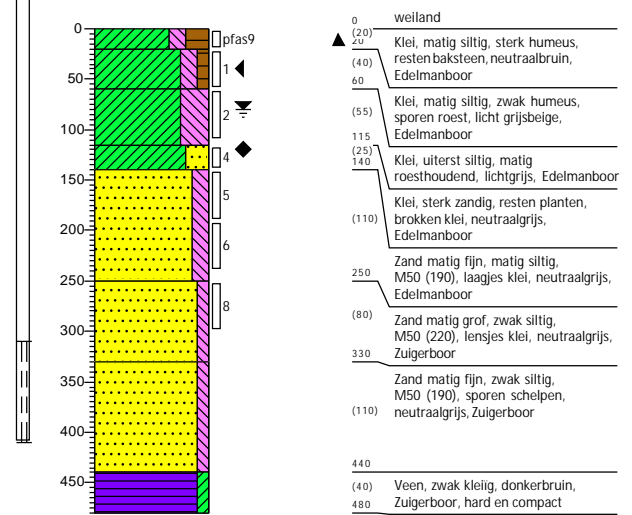 0
50
100
150
200
250
300
350
400
450
pfas9
1
2
4
5
6
8
0
weiland
(20)
20
Klei, matig siltig, sterk humeus,
resten baksteen, neutraalbruin,
Edelmanboor
(40)
60
Klei, matig siltig, zwak humeus,
sporen roest, licht grijsbeige,
Edelmanboor
(55)
115
Klei, uiterst siltig, matig
roesthoudend, lichtgrijs, Edelmanboor
(25)
140
Klei, sterk zandig, resten planten,
brokken klei, neutraalgrijs,
Edelmanboor
(110)
250
Zand matig fijn, matig siltig,
M50 (190), laagjes klei, neutraalgrijs,
Edelmanboor
(80)
330
Zand matig grof, zwak siltig,
M50 (220), lensjes klei, neutraalgrijs,
Zuigerboor
(110)
440
Zand matig fijn, zwak siltig,
M50 (190), sporen schelpen,
neutraalgrijs, Zuigerboor
(40)
480
Veen, zwak kleiïg, donkerbruin,
Zuigerboor, hard en compact